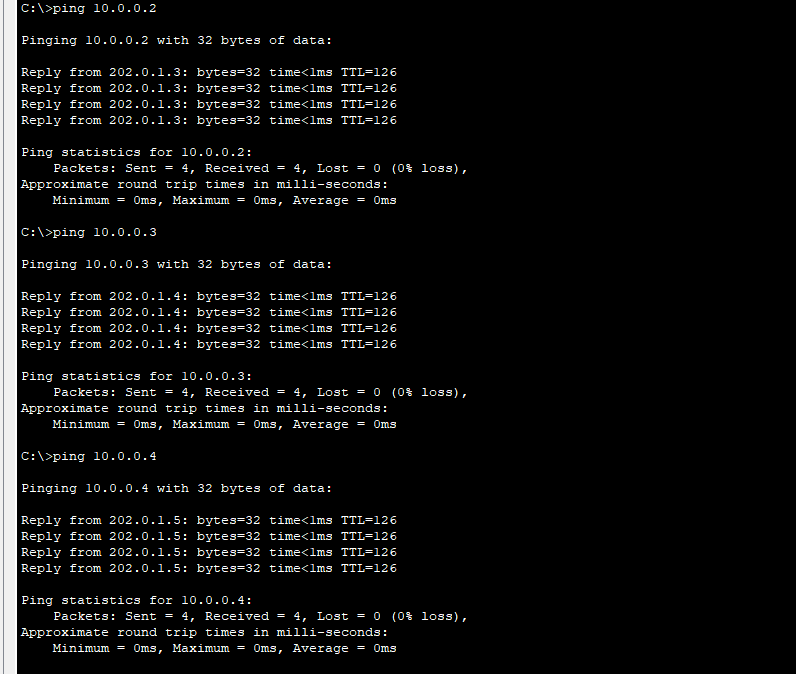 C:\>ping 10.0.0.2
Pinging 10.0.0.2 with 32 bytes of data:
Reply from 202.0.1.3: bytes=32 time<1ms TTL=126
Reply from 202.0.1.3: bytes=32 time<1ms TTL=126
Reply from 202.0.1.3: bytes=32 time<1ms TTL=126
Reply from 202.0.1.3: bytes=32 time<1ms TTL=126
Ping statistics for 10.0.0.2:
    Packets: Sent = 4, Received = 4, Lost = 0 (0% loss),
Approximate round trip times in milli-seconds:
    Minimum = 0ms, Maximum = 0ms, Average = 0ms
C:\>ping 10.0.0.3
Pinging 10.0.0.3 with 32 bytes of data:
Reply from 202.0.1.4: bytes=32 time<1ms TTL=126
Reply from 202.0.1.4: bytes=32 time<1ms TTL=126
Reply from 202.0.1.4: bytes=32 time<1ms TTL=126
Reply from 202.0.1.4: bytes=32 time<1ms TTL=126
Ping statistics for 10.0.0.3:
    Packets: Sent = 4, Received = 4, Lost = 0 (0% loss),
Approximate round trip times in milli-seconds:
    Minimum = 0ms, Maximum = 0ms, Average = 0ms
C:\>ping 10.0.0.4
Pinging 10.0.0.4 with 32 bytes of data:
Reply from 202.0.1.5: bytes=32 time<1ms TTL=126
Reply from 202.0.1.5: bytes=32 time<1ms TTL=126
Reply from 202.0.1.5: bytes=32 time<1ms TTL=126
Reply from 202.0.1.5: bytes=32 time<1ms TTL=126
Ping statistics for 10.0.0.4:
    Packets: Sent = 4, Received = 4, Lost = 0 (0% loss),
Approximate round trip times in milli-seconds:
    Minimum = 0ms, Maximum = 0ms, Average = 0ms